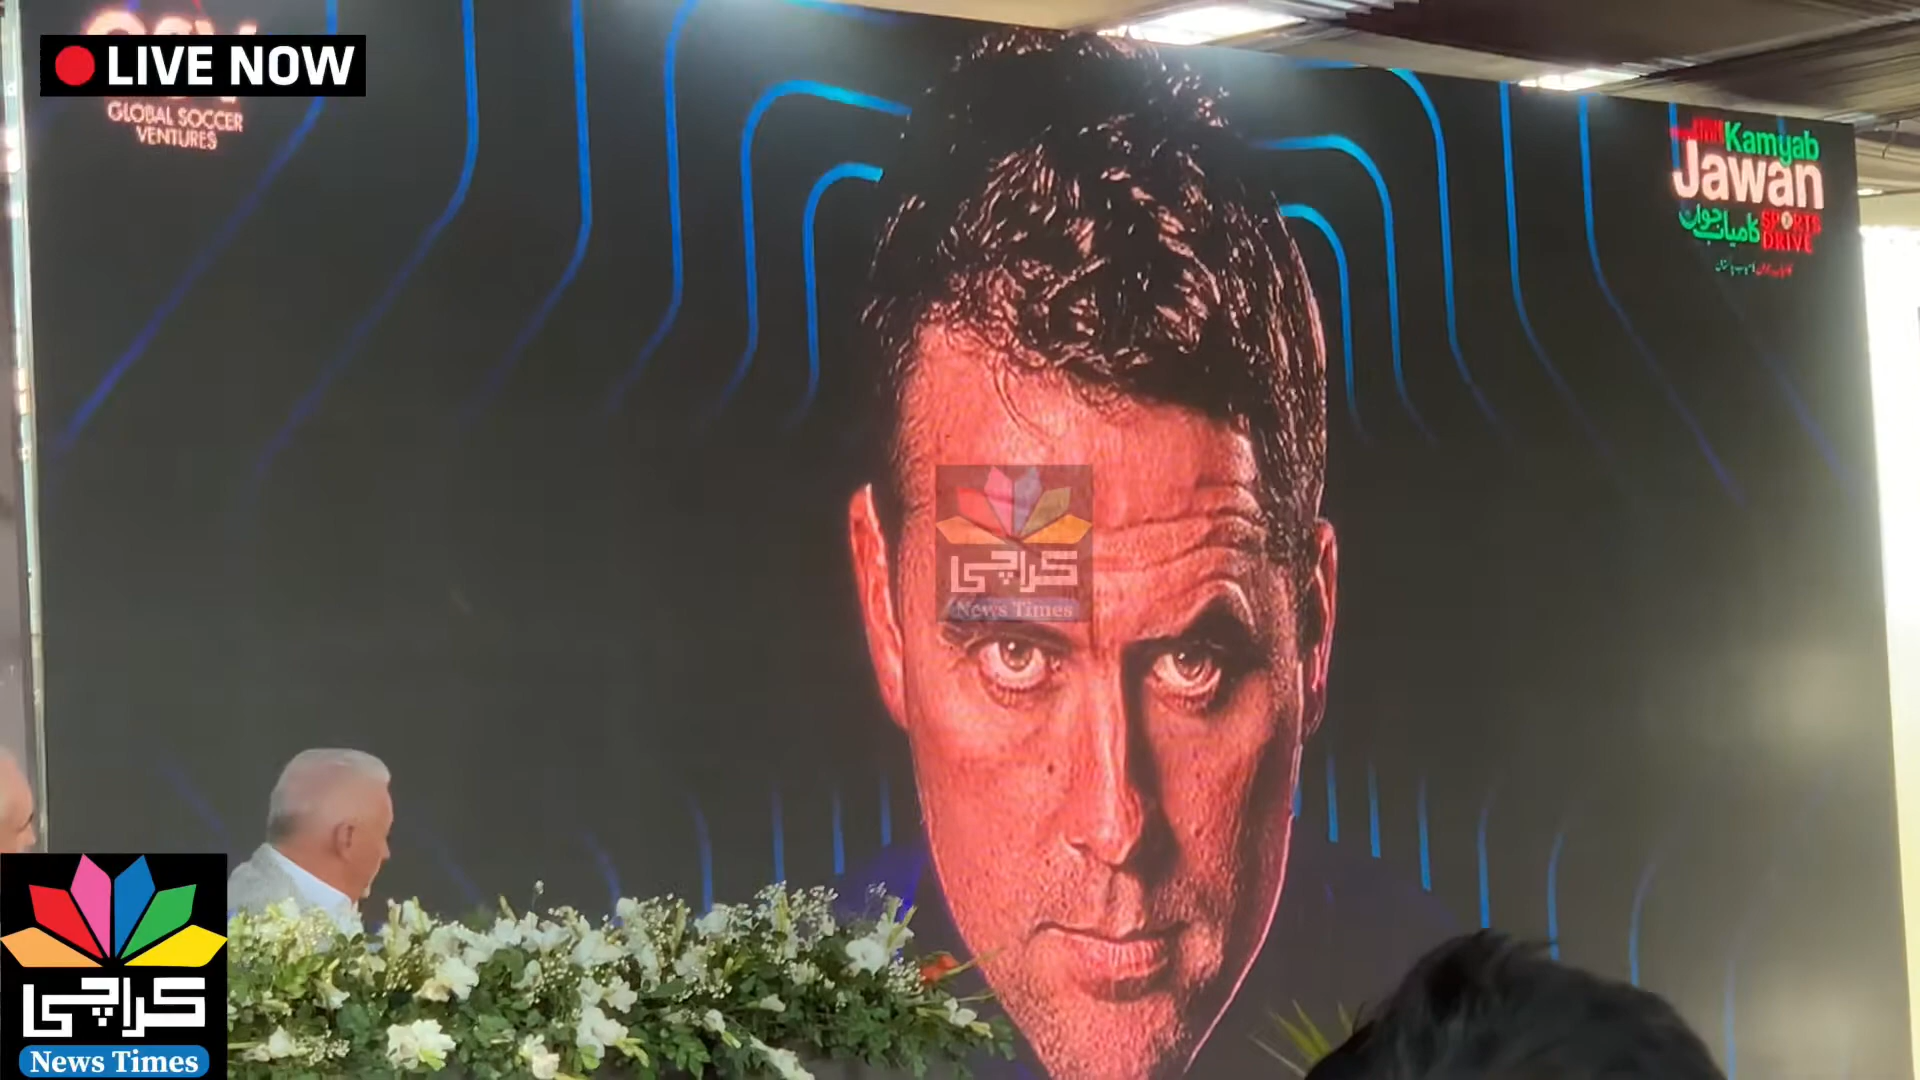 LIVE NOW
GLOBAL SOCCER
VENTURES
Kamyab
Jawan
کامیاب جوان
SPORTS
DRIVE
کراچی
News Times
کراچی
News Times